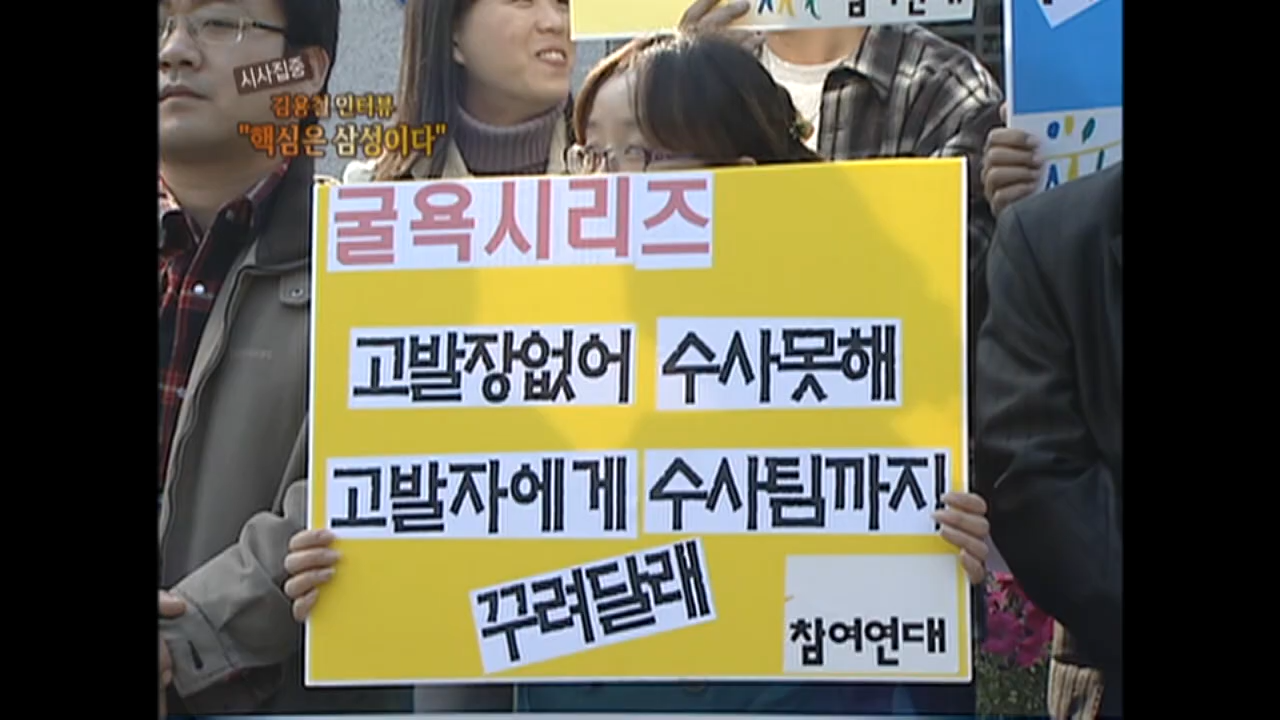 시사집중
김용철 인터뷰
"핵심은 삼성이다"
굴욕시리즈
고발장없어 수사못해
고발자에게 수사팀까지
꾸려달래
참여연대